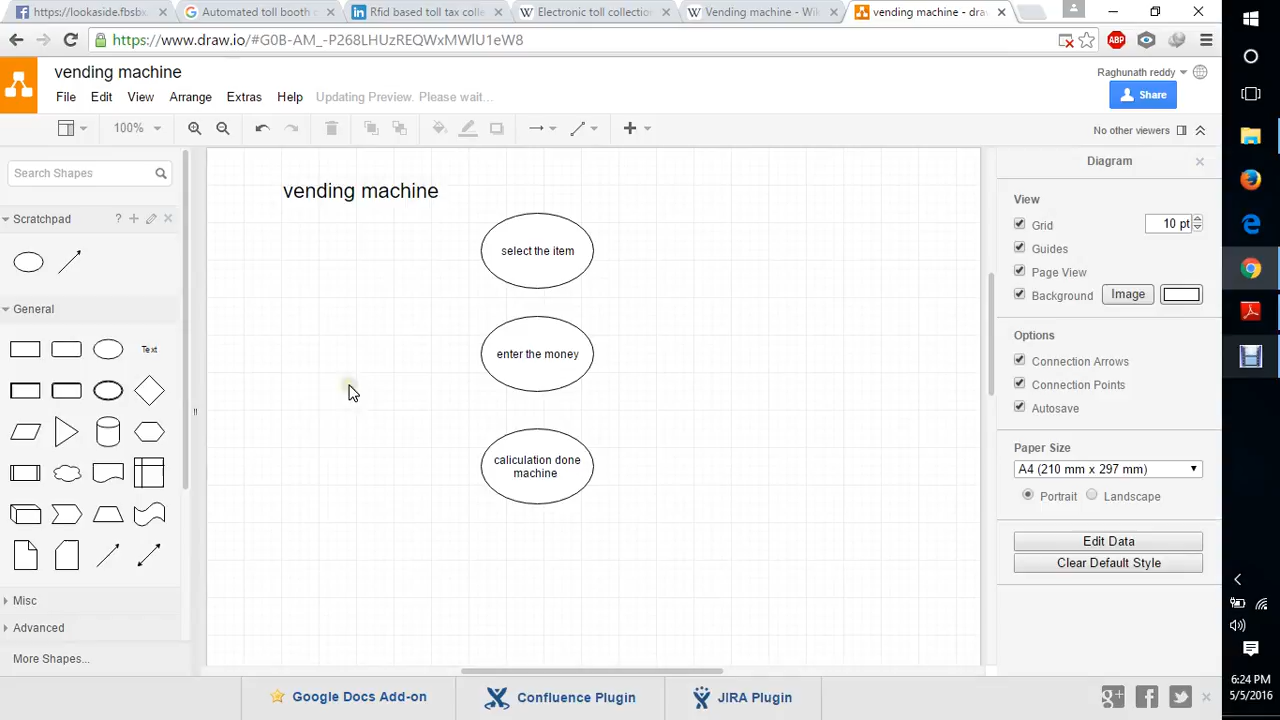 https://lookaside.fbsbx
Automated toll booth c
Rfid based toll tax colle
Electronic toll collection
Vending machine - Wiki
vending machine - draw
https://www.draw.io/#G0B-AM_-P268LHUzREQWxMWlU1eW8
ABP
vending machine
Raghunath reddy
File Edit View Arrange Extras Help Updating Preview. Please wait...
Share
100%
No other viewers
Search Shapes
Scratchpad ?
General
Text
Misc
Advanced
More Shapes...
vending machine
select the item
enter the money
caliculation done
machine
Diagram
View
Grid 10 pt
Guides
Page View
Background Image
Options
Connection Arrows
Connection Points
Autosave
Paper Size
A4 (210 mm x 297 mm)
Portrait Landscape
Edit Data
Clear Default Style
Google Docs Add-on Confluence Plugin JIRA Plugin
6:24 PM
5/5/2016